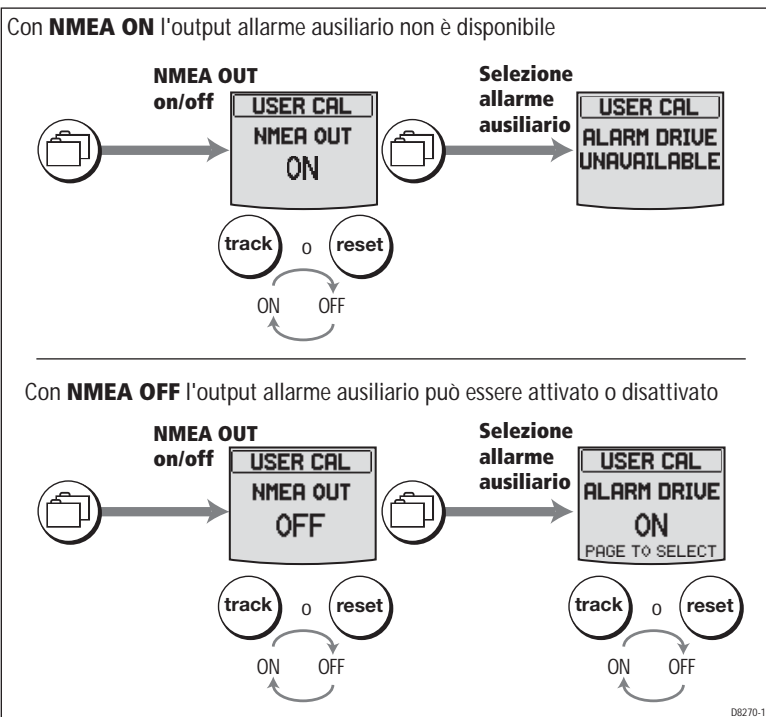 Con NMEA ON l'output allarme ausiliario non è disponibile
NMEA OUT
on/off
USER CAL
NMEA OUT
ON
Selezione
allarme
ausiliario
USER CAL
ALARM DRIVE
UNAVAILABLE
track o reset
ON OFF
Con NMEA OFF l'output allarme ausiliario può essere attivato o disattivato
NMEA OUT
on/off
USER CAL
NMEA OUT
OFF
Selezione
allarme
ausiliario
USER CAL
ALARM DRIVE
ON
PAGE TO SELECT
track o reset
ON OFF
track o reset
ON OFF
D8270-1